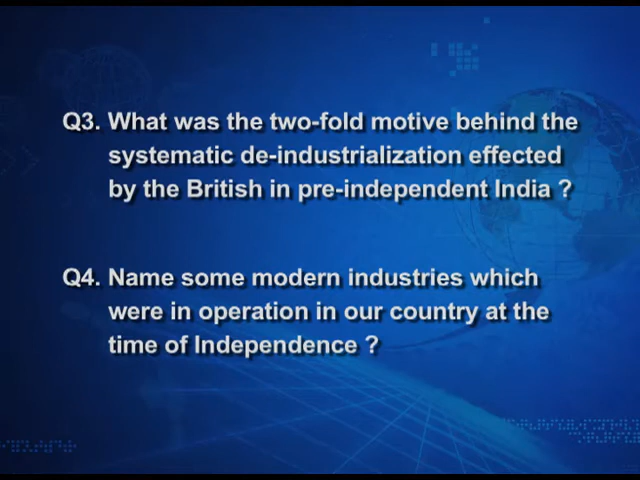 Q3. What was the two-fold motive behind the
systematic de-industrialization effected
by the British in pre-independent India ?
Q4. Name some modern industries which
were in operation in our country at the
time of Independence ?